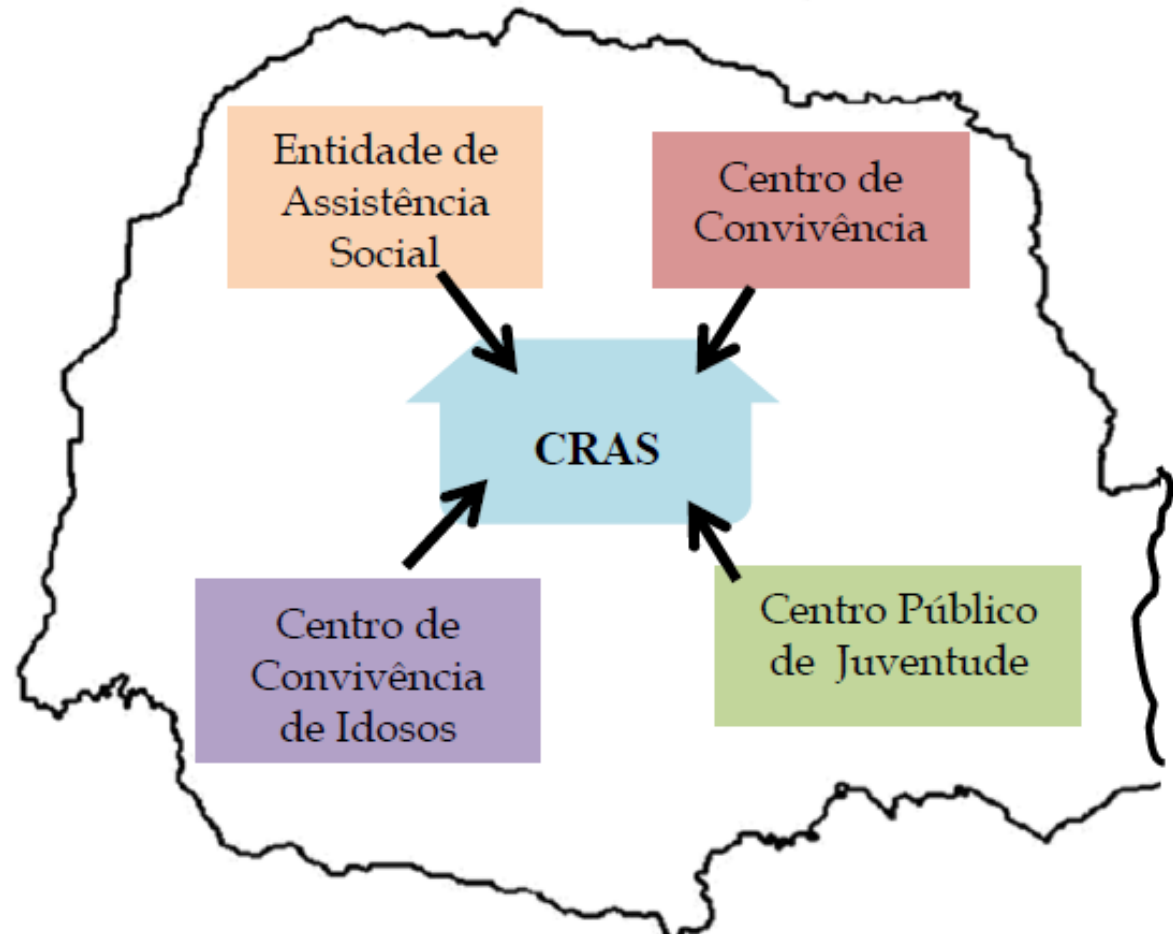 Entidade de
Assistência
Social
Centro de
Convivência
CRAS
Centro de
Convivência
de Idosos
Centro Público
de Juventude